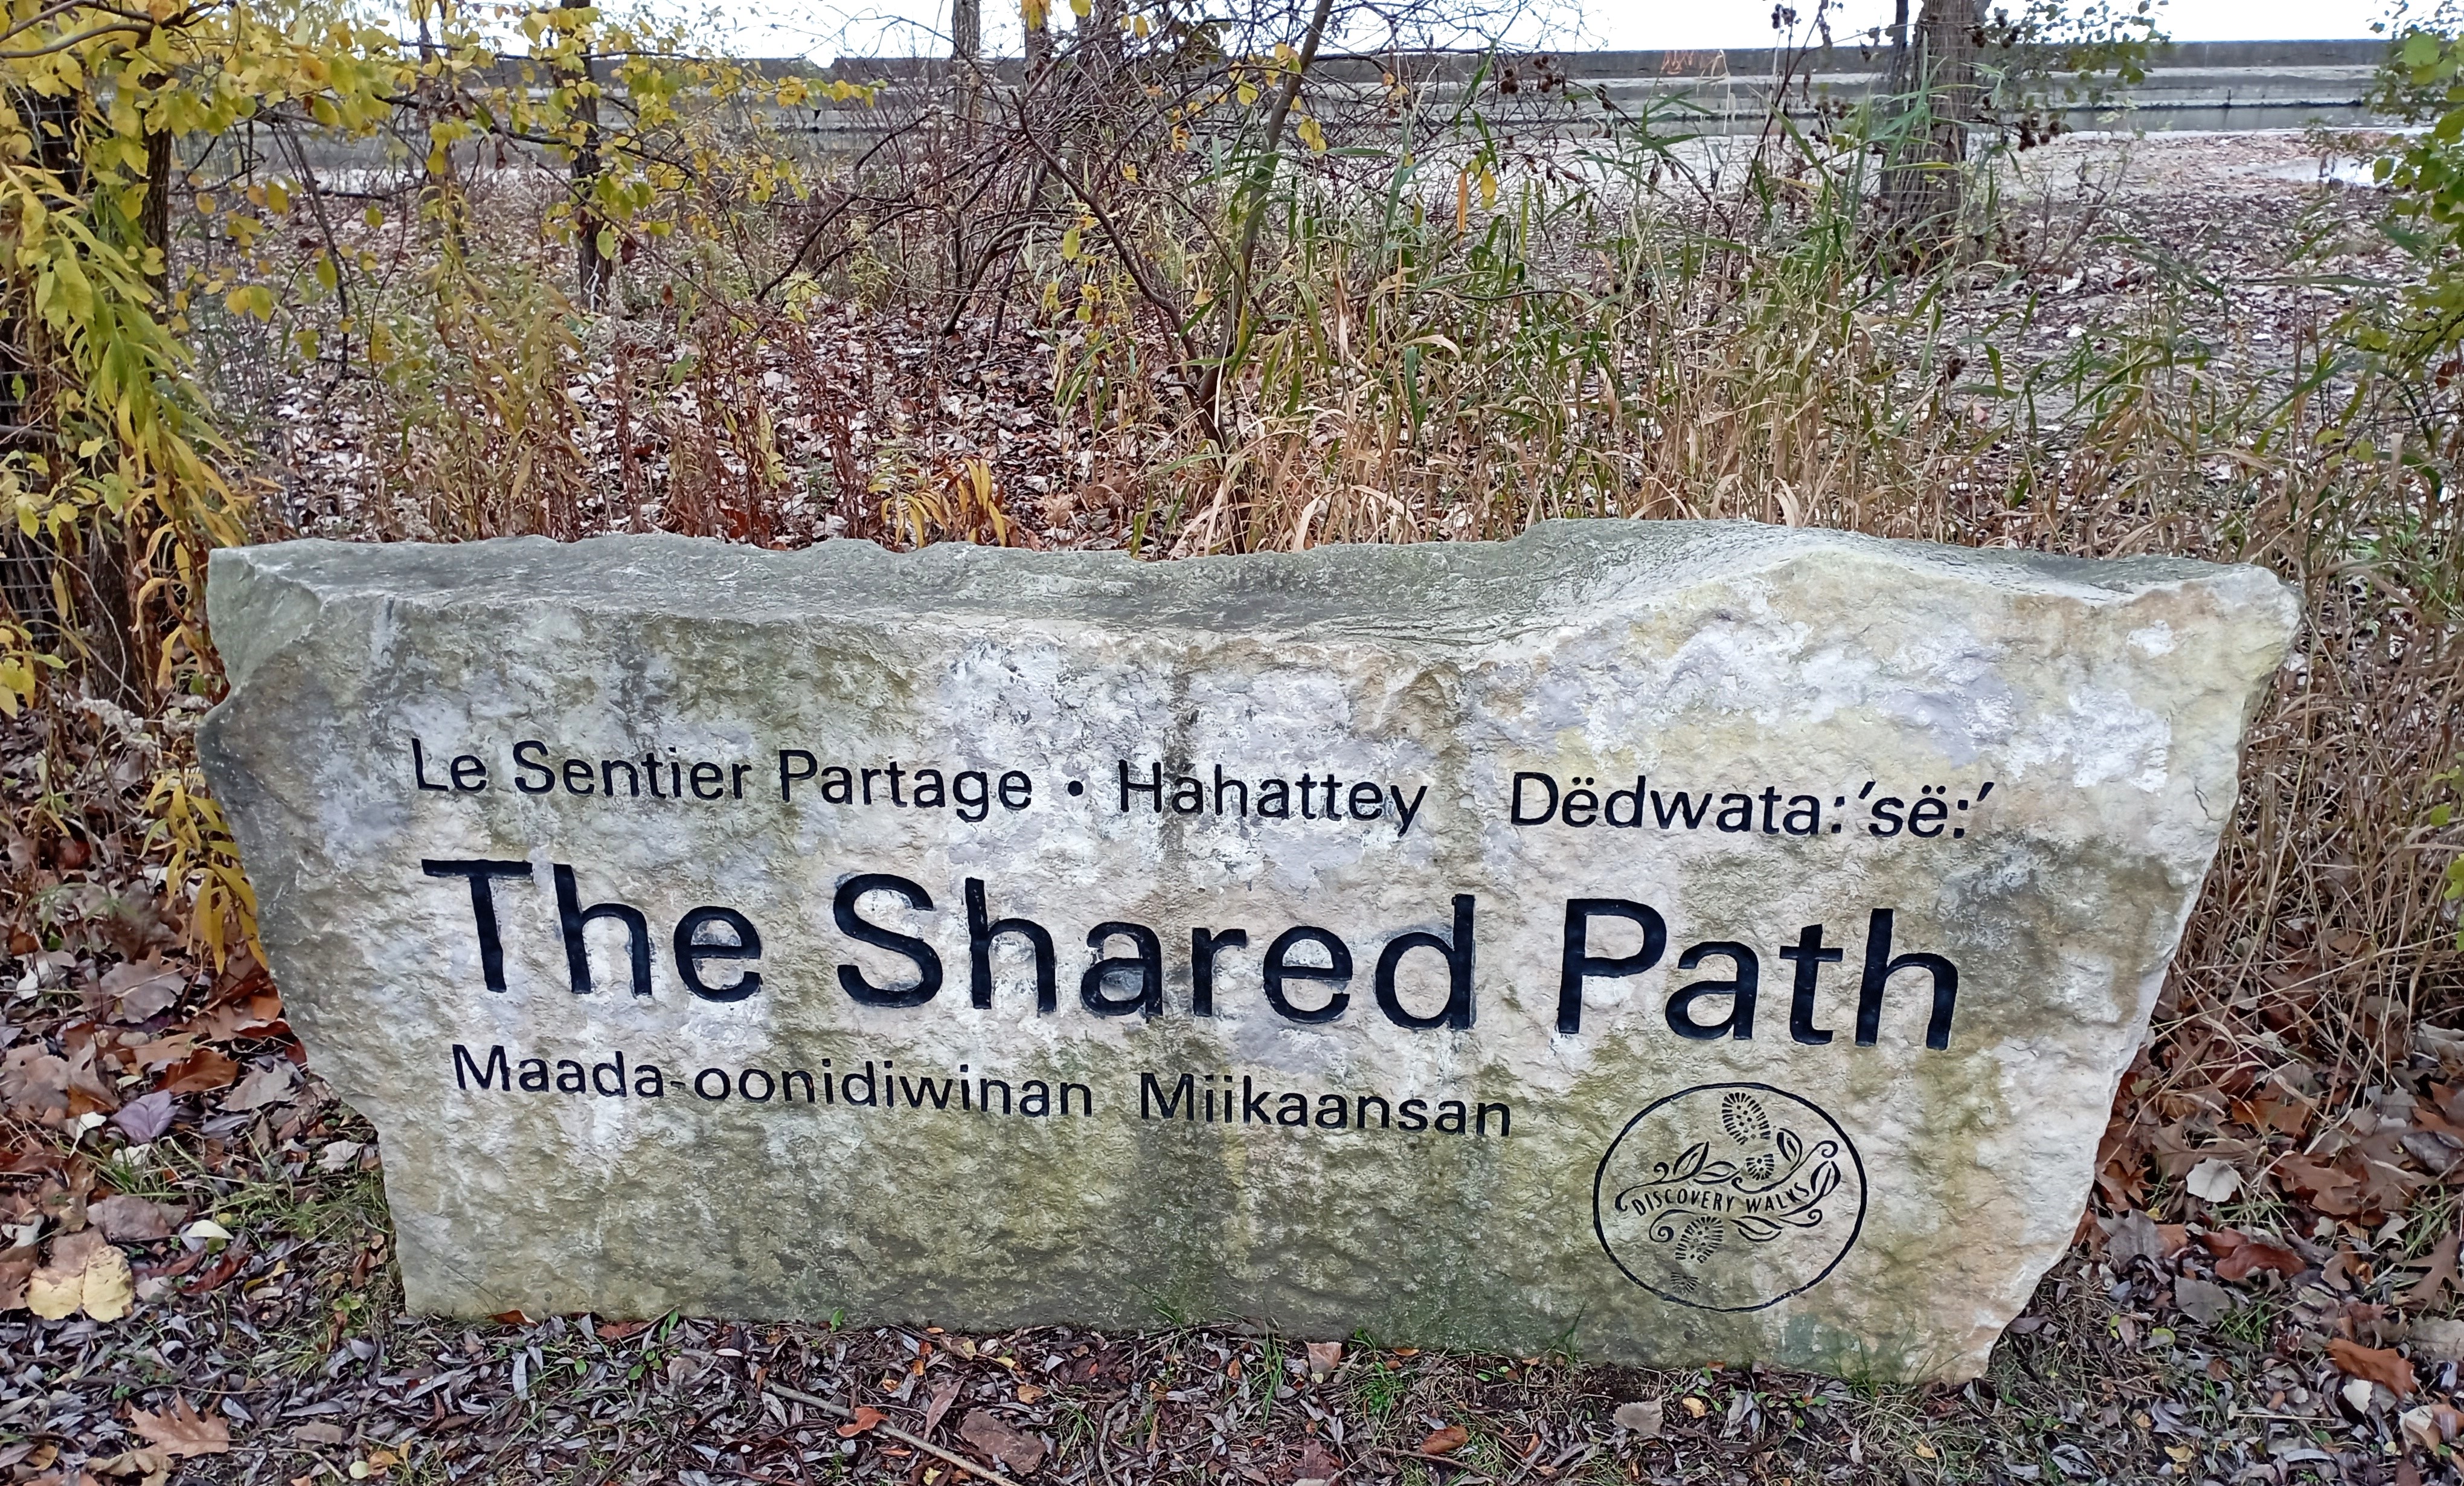 Le Sentier Partage • Hahattey Dëdwata:'së:'
The Shared Path
Maada-oonidiwinan Miikaansan
DISCOVERY WALKS